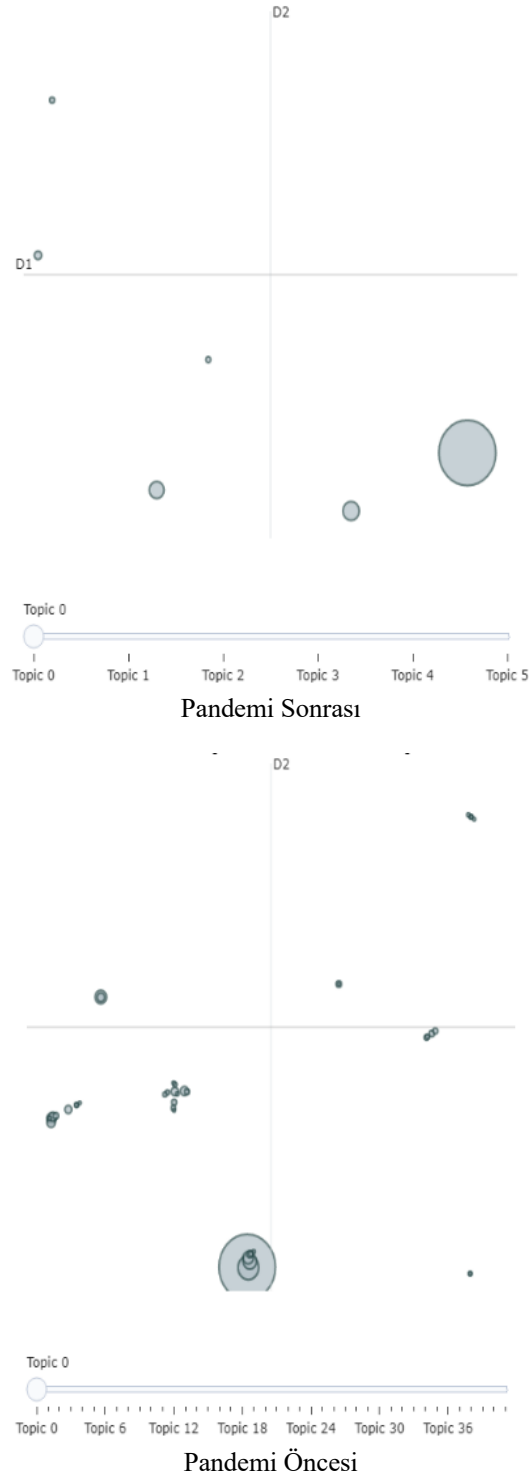 D2
D1
Topic 0
Topic 0 Topic 1 Topic 2 Topic 3 Topic 4 Topic 5
Pandemi Sonrası
D2
Topic 0
Topic 0 Topic 6 Topic 12 Topic 18 Topic 24 Topic 30 Topic 36
Pandemi Öncesi